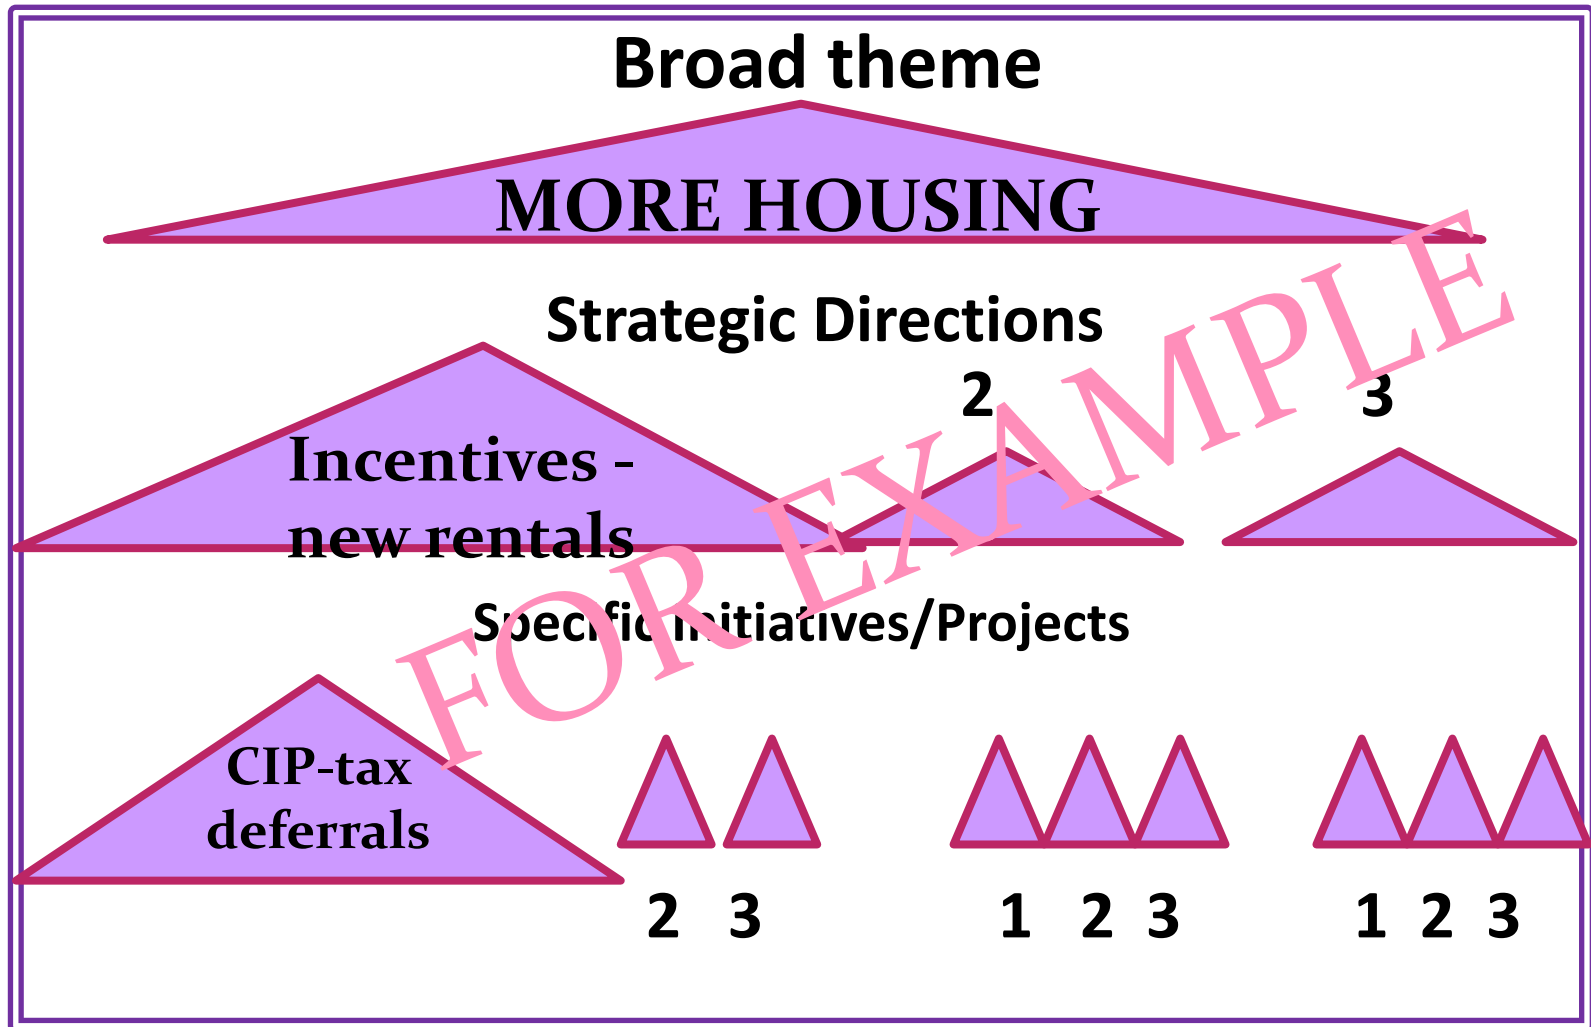 Broad theme
MORE HOUSING
Strategic Directions
2 3
Incentives -
new rentals
Specific Initiatives/Projects
FOR EXAMPLE
CIP-tax
deferrals
2 3 1 2 3 1 2 3